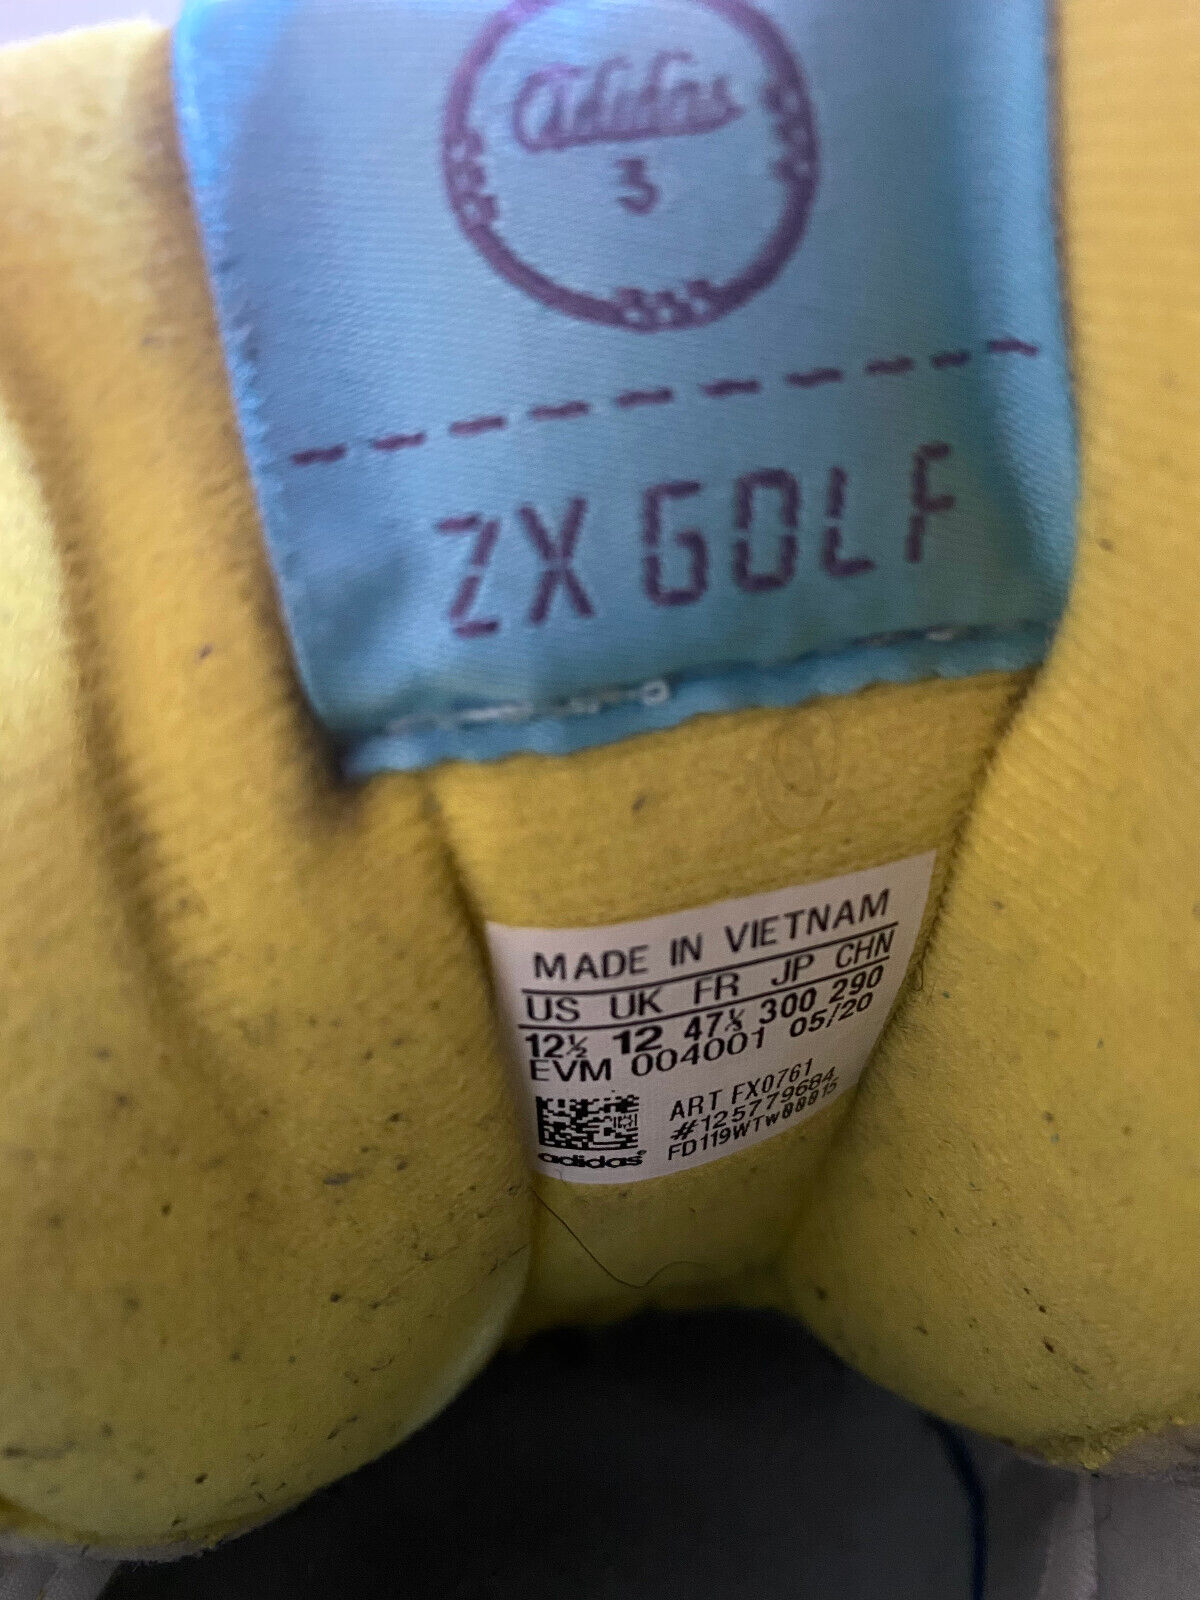 adidas
3
ZX GOLF
MADE IN VIETNAM
US UK FR JP CHN
12½ 12 47⅓ 300 290
EVM 004001 05/20
ART FX0761
#125779684
FD119WTW00015
adidas®